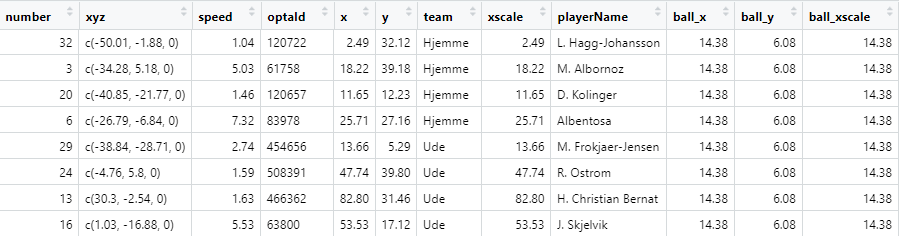 number xyz speed optaId x y team xscale playerName ball_x ball_y ball_xscale
32 c(-50.01, -1.88, 0) 1.04 120722 2.49 32.12 Hjemme 2.49 L. Hagg-Johansson 14.38 6.08 14.38
3 c(-34.28, 5.18, 0) 5.03 61758 18.22 39.18 Hjemme 18.22 M. Albornoz 14.38 6.08 14.38
20 c(-40.85, -21.77, 0) 1.46 120657 11.65 12.23 Hjemme 11.65 D. Kolinger 14.38 6.08 14.38
6 c(-26.79, -6.84, 0) 7.32 83978 25.71 27.16 Hjemme 25.71 Albentosa 14.38 6.08 14.38
29 c(-38.84, -28.71, 0) 2.74 454656 13.66 5.29 Ude 13.66 M. Frokjaer-Jensen 14.38 6.08 14.38
24 c(-4.76, 5.8, 0) 1.59 508391 47.74 39.80 Ude 47.74 R. Ostrom 14.38 6.08 14.38
13 c(30.3, -2.54, 0) 1.63 466362 82.80 31.46 Ude 82.80 H. Christian Bernat 14.38 6.08 14.38
16 c(1.03, -16.88, 0) 5.53 63800 53.53 17.12 Ude 53.53 J. Skjelvik 14.38 6.08 14.38